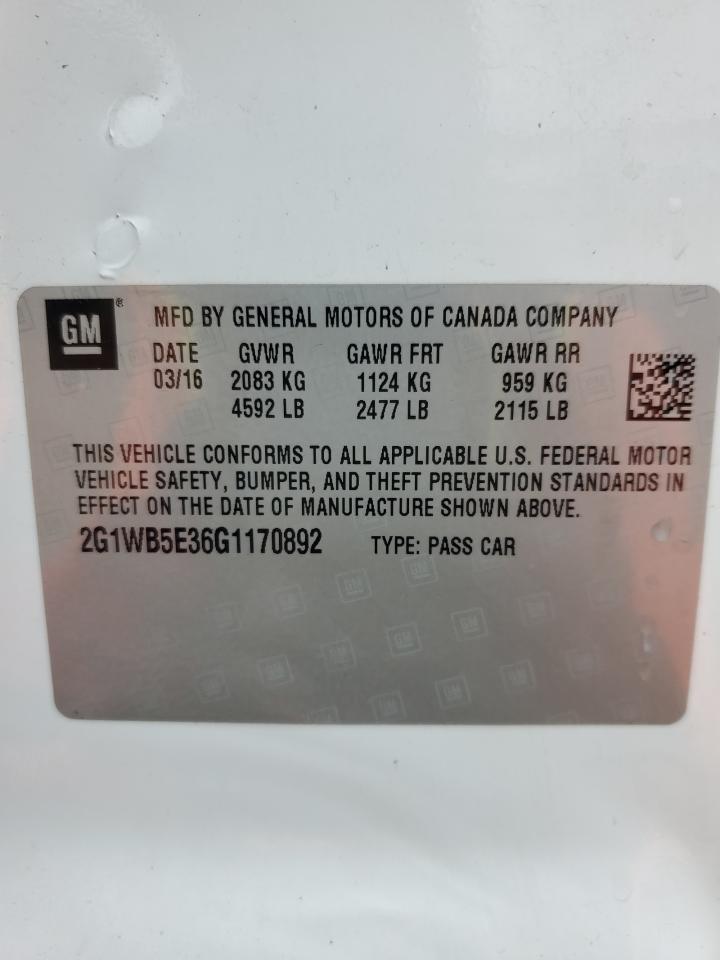 GM® MFD BY GENERAL MOTORS OF CANADA COMPANY
DATE GVWR GAWR FRT GAWR RR
03/16 2083 KG 1124 KG 959 KG
4592 LB 2477 LB 2115 LB
THIS VEHICLE CONFORMS TO ALL APPLICABLE U.S. FEDERAL MOTOR
VEHICLE SAFETY, BUMPER, AND THEFT PREVENTION STANDARDS IN
EFFECT ON THE DATE OF MANUFACTURE SHOWN ABOVE.
2G1WB5E36G1170892 TYPE: PASS CAR